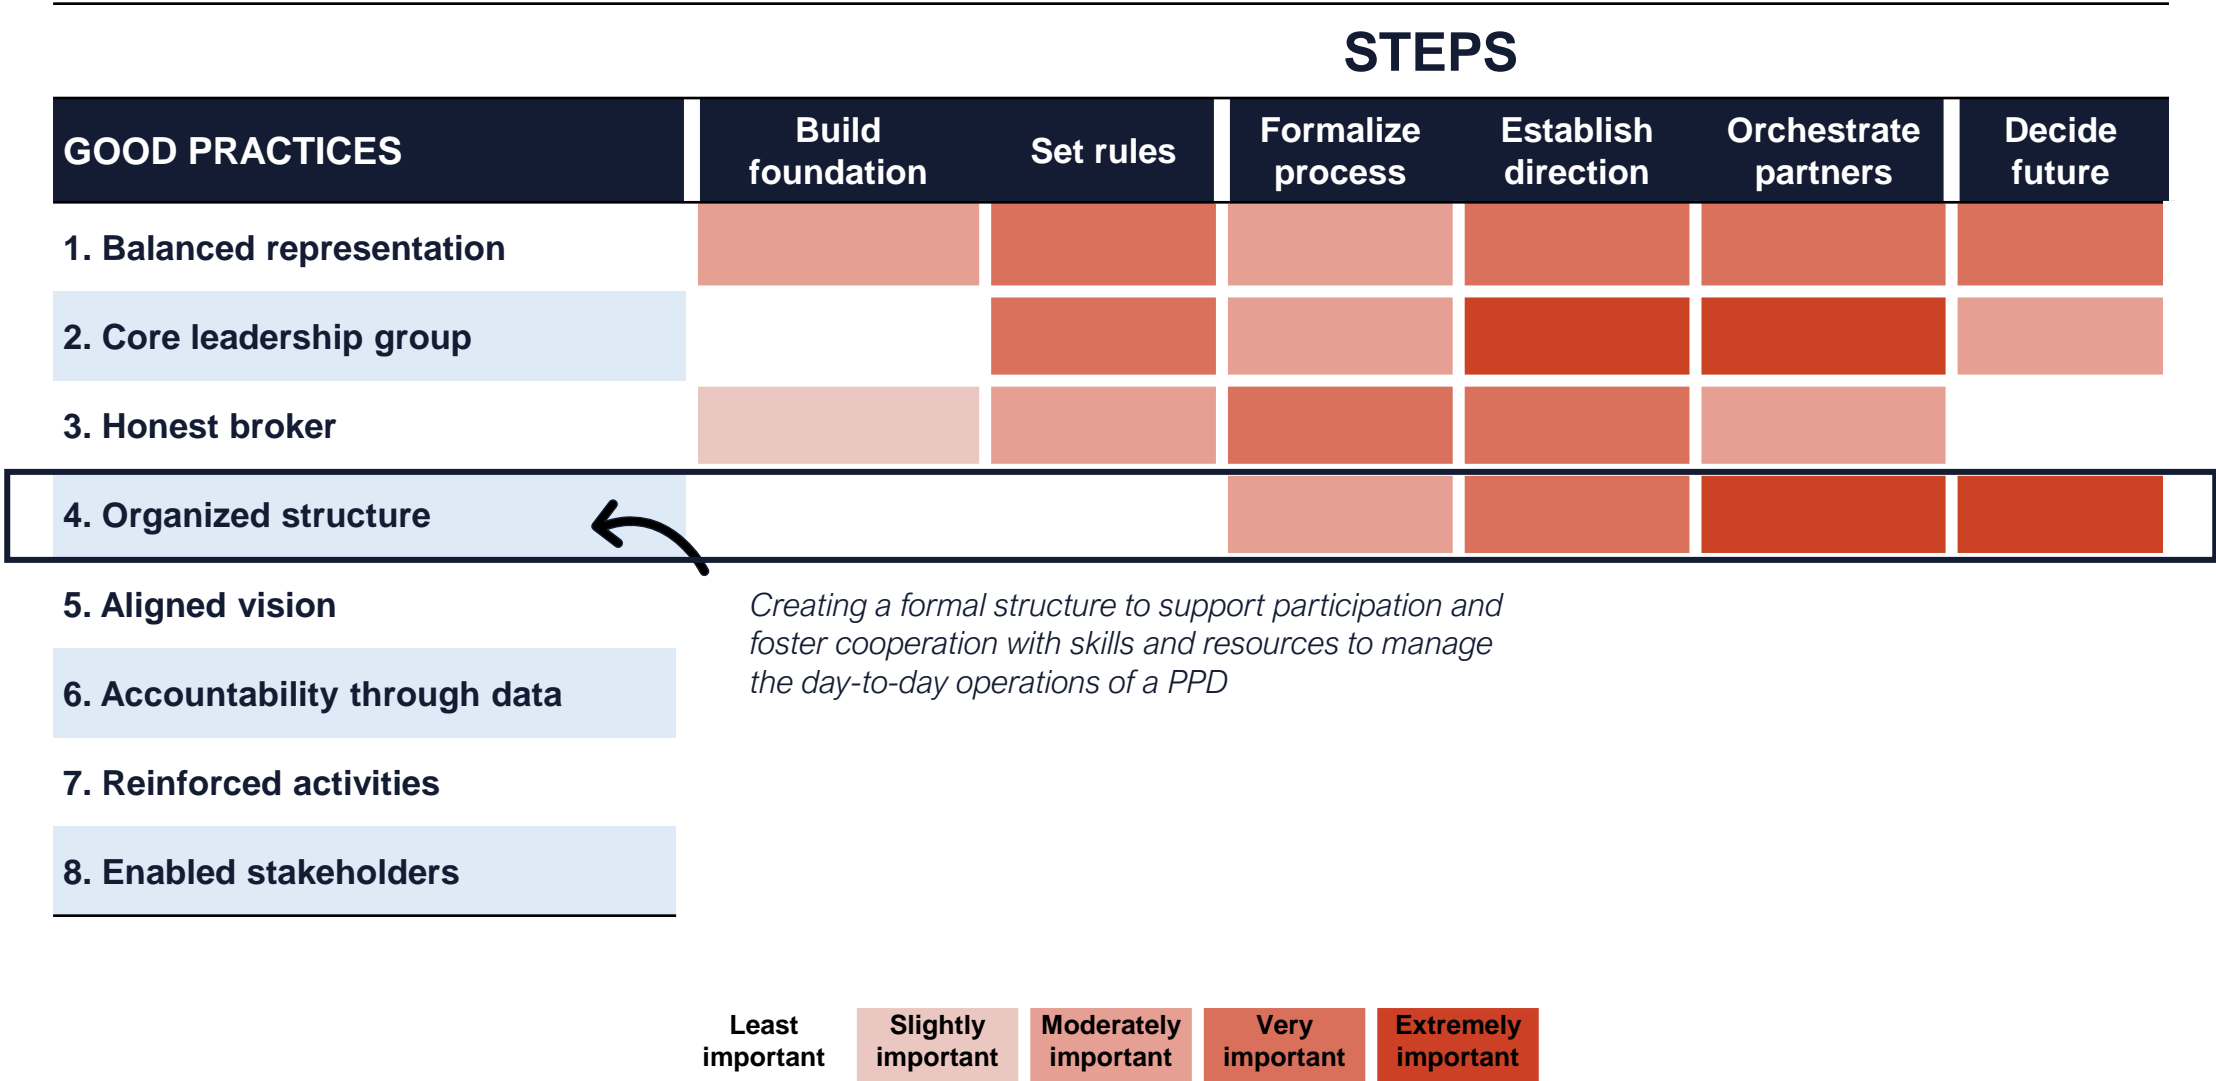 STEPS
GOOD PRACTICES
Build
foundation
Set rules
Formalize
process
Establish
direction
Orchestrate
partners
Decide
future
1. Balanced representation
2. Core leadership group
3. Honest broker
4. Organized structure
5. Aligned vision
6. Accountability through data
7. Reinforced activities
8. Enabled stakeholders
Creating a formal structure to support participation and
foster cooperation with skills and resources to manage
the day-to-day operations of a PPD
Least
important
Slightly
important
Moderately
important
Very
important
Extremely
important